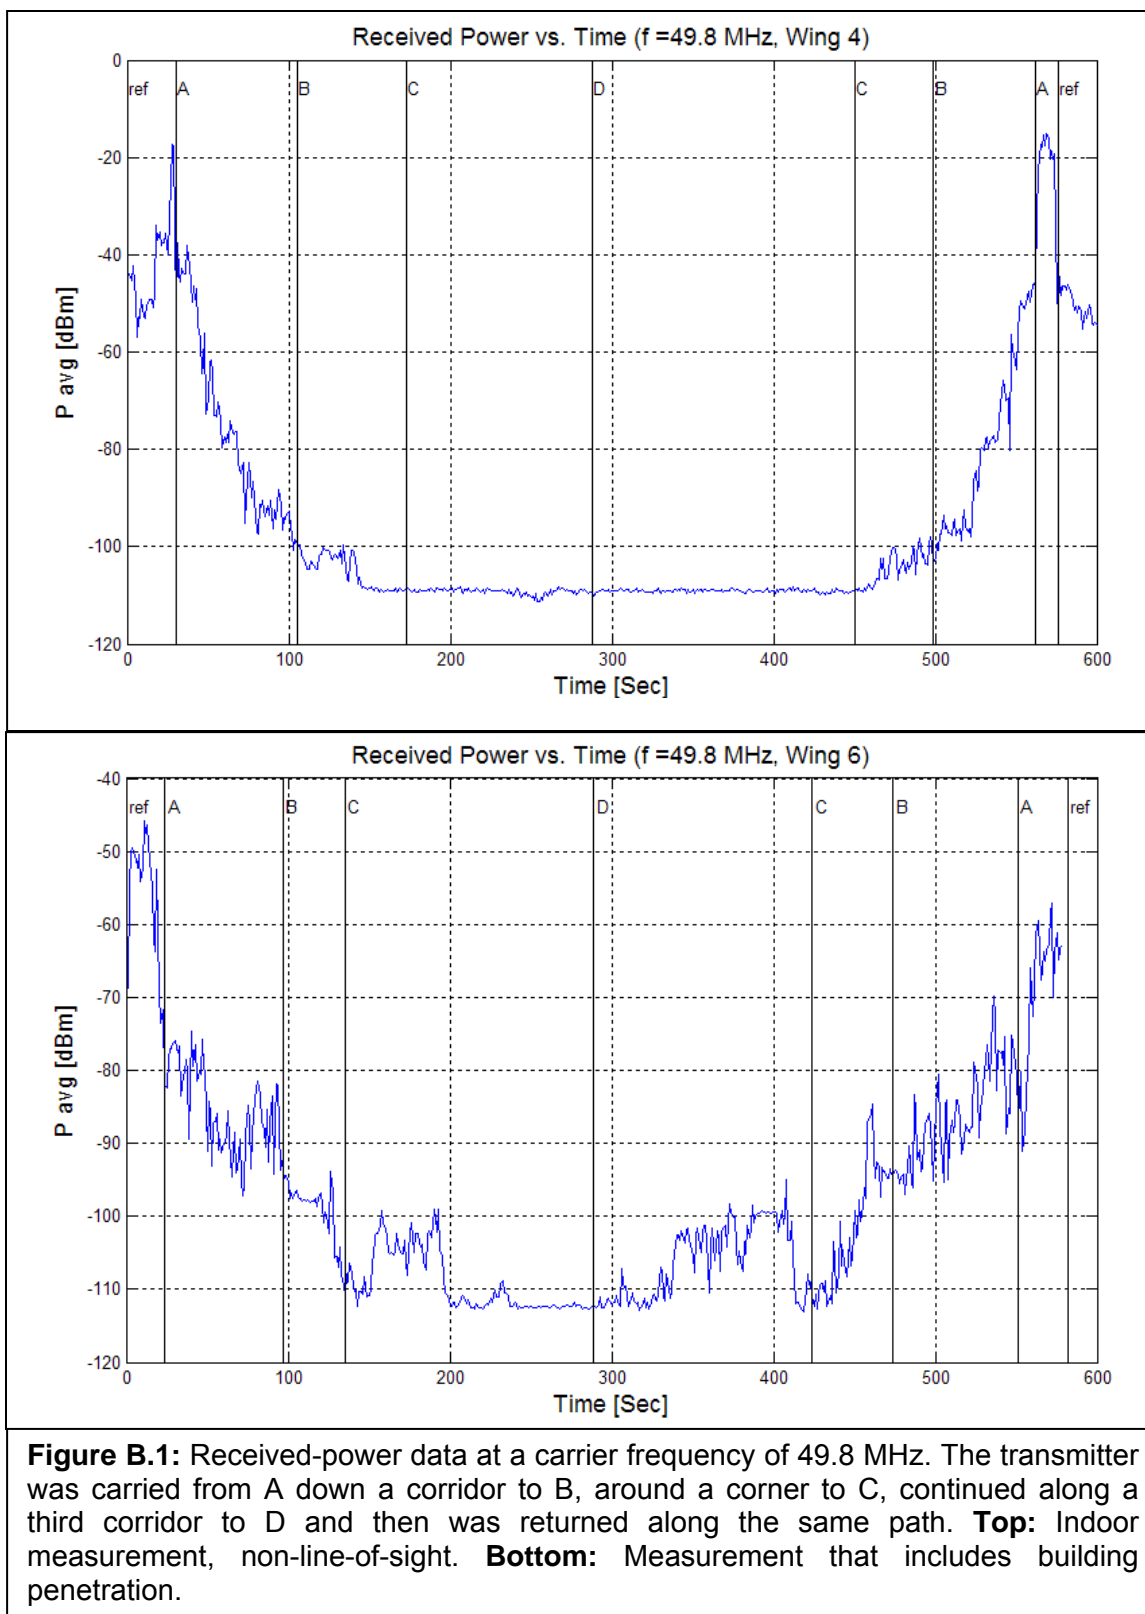 Received Power vs. Time (f =49.8 MHz, Wing 4)
0
ref A B C D C B A ref
-20
-40
-60
-80
-100
-120
P avg [dBm]
0 100 200 300 400 500 600
Time [Sec]
Received Power vs. Time (f =49.8 MHz, Wing 6)
-40
ref A B C D C B A ref
-50
-60
-70
-80
-90
-100
-110
-120
P avg [dBm]
0 100 200 300 400 500 600
Time [Sec]
Figure B.1: Received-power data at a carrier frequency of 49.8 MHz. The transmitter
was carried from A down a corridor to B, around a corner to C, continued along a
third corridor to D and then was returned along the same path. Top: Indoor
measurement, non-line-of-sight. Bottom: Measurement that includes building
penetration.